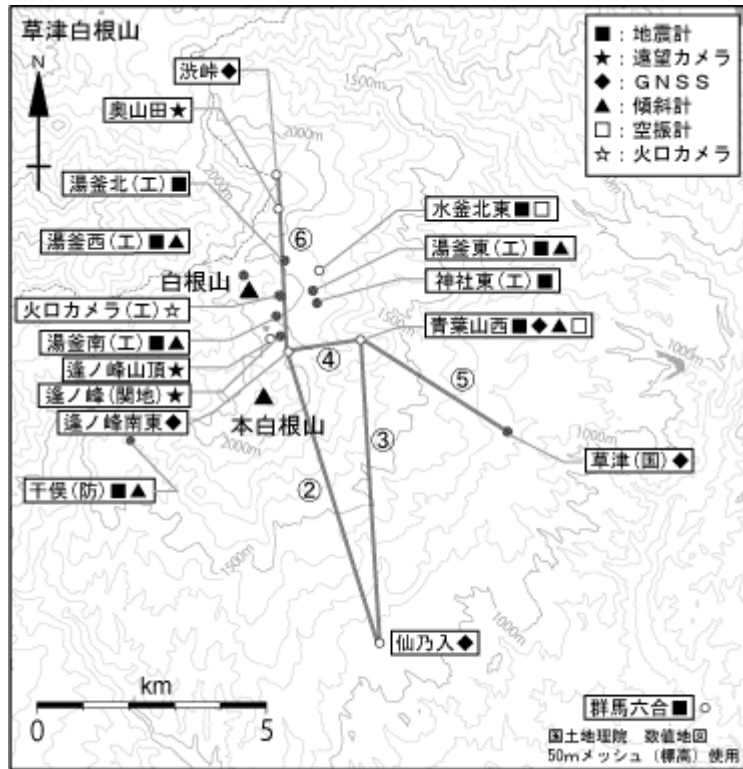 草津白根山
N
■：地震計
★：遠望カメラ
◆：ＧＮＳＳ
▲：傾斜計
□：空振計
☆：火口カメラ
渋峠◆
1500m
奥山田★
2000m
湯釜北(工)■
2000m
⑥
水釜北東■□
湯釜西(工)■▲
湯釜東(工)■▲
白根山
神社東(工)■
火口カメラ(工)☆
1500m
青葉山西■◆▲□
湯釜南(工)■▲
1000m
逢ノ峰山頂★
④
逢ノ峰(関地)★
⑤
逢ノ峰南東◆
本白根山
③
2000m
1000m
草津(国)◆
干俣(防)■▲
②
1500m
1000m
仙乃入◆
km
0 5
群馬六合■
国土地理院 数値地図
50mメッシュ（標高）使用